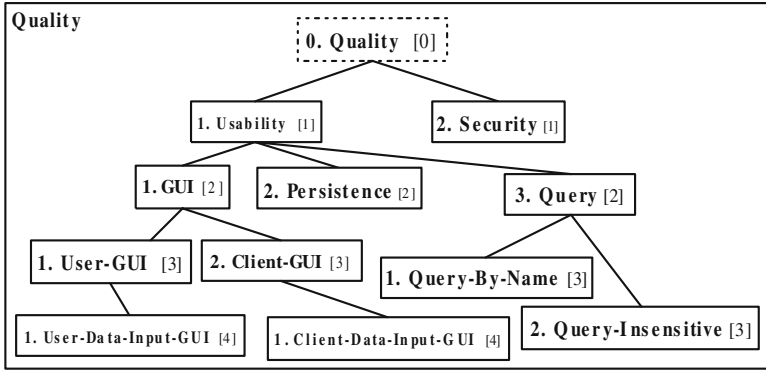 Quality
0. Quality [0]
1. Usability [1]
2. Security [1]
1. GUI [2]
2. Persistence [2]
3. Query [2]
1. User-GUI [3]
2. Client-GUI [3]
1. Query-By-Name [3]
1. User-Data-Input-GUI [4]
1. Client-Data-Input-GUI [4]
2. Query-Insensitive [3]